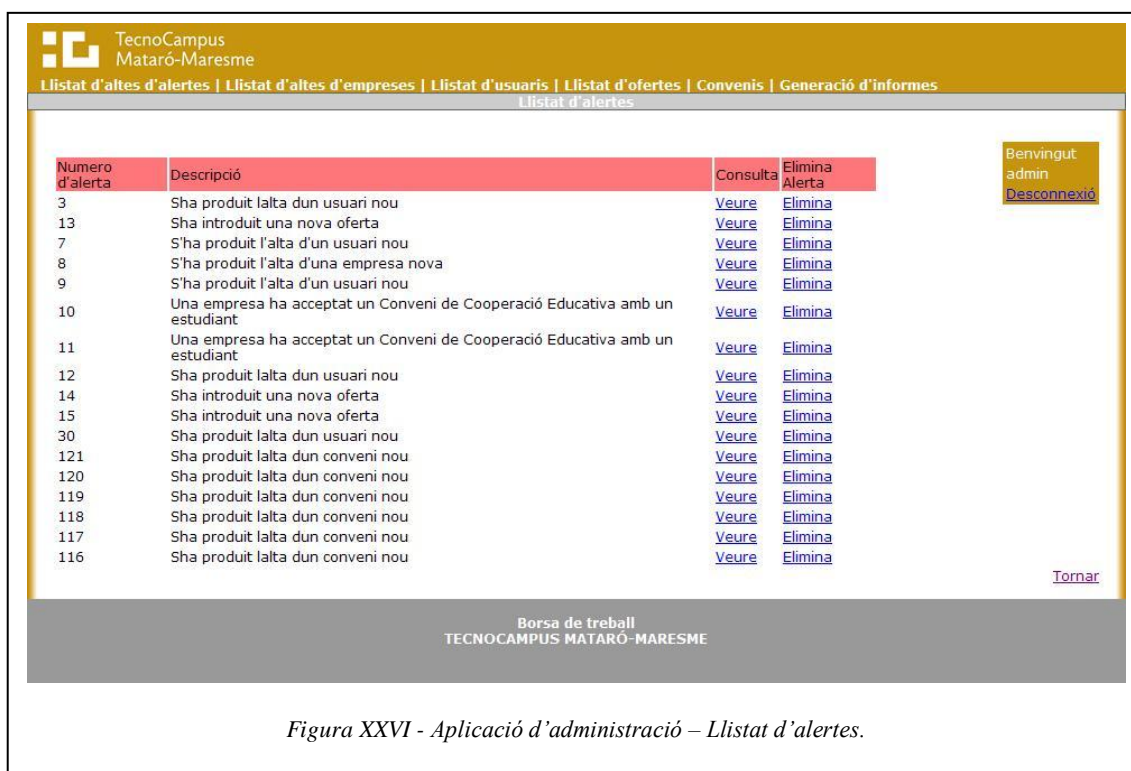 TecnoCampus
Mataró-Maresme
Llistat d'altes d'alertes | Llistat d'altes d'empreses | Llistat d'usuaris | Llistat d'ofertes | Convenis | Generació d'informes
Llistat d'alertes
Benvingut
admin
Desconnexió
Numero d'alerta Descripció Consulta Elimina Alerta
3 Sha produit lalta dun usuari nou Veure Elimina
13 Sha introduit una nova oferta Veure Elimina
7 S'ha produit l'alta d'un usuari nou Veure Elimina
8 S'ha produit l'alta d'una empresa nova Veure Elimina
9 S'ha produit l'alta d'un usuari nou Veure Elimina
10 Una empresa ha acceptat un Conveni de Cooperació Educativa amb un
estudiant Veure Elimina
11 Una empresa ha acceptat un Conveni de Cooperació Educativa amb un
estudiant Veure Elimina
12 Sha produit lalta dun usuari nou Veure Elimina
14 Sha introduit una nova oferta Veure Elimina
15 Sha introduit una nova oferta Veure Elimina
30 Sha produit lalta dun usuari nou Veure Elimina
121 Sha produit lalta dun conveni nou Veure Elimina
120 Sha produit lalta dun conveni nou Veure Elimina
119 Sha produit lalta dun conveni nou Veure Elimina
118 Sha produit lalta dun conveni nou Veure Elimina
117 Sha produit lalta dun conveni nou Veure Elimina
116 Sha produit lalta dun conveni nou Veure Elimina
Tornar
Borsa de treball
TECNOCAMPUS MATARÓ-MARESME
Figura XXVI - Aplicació d’administració – Llistat d’alertes.